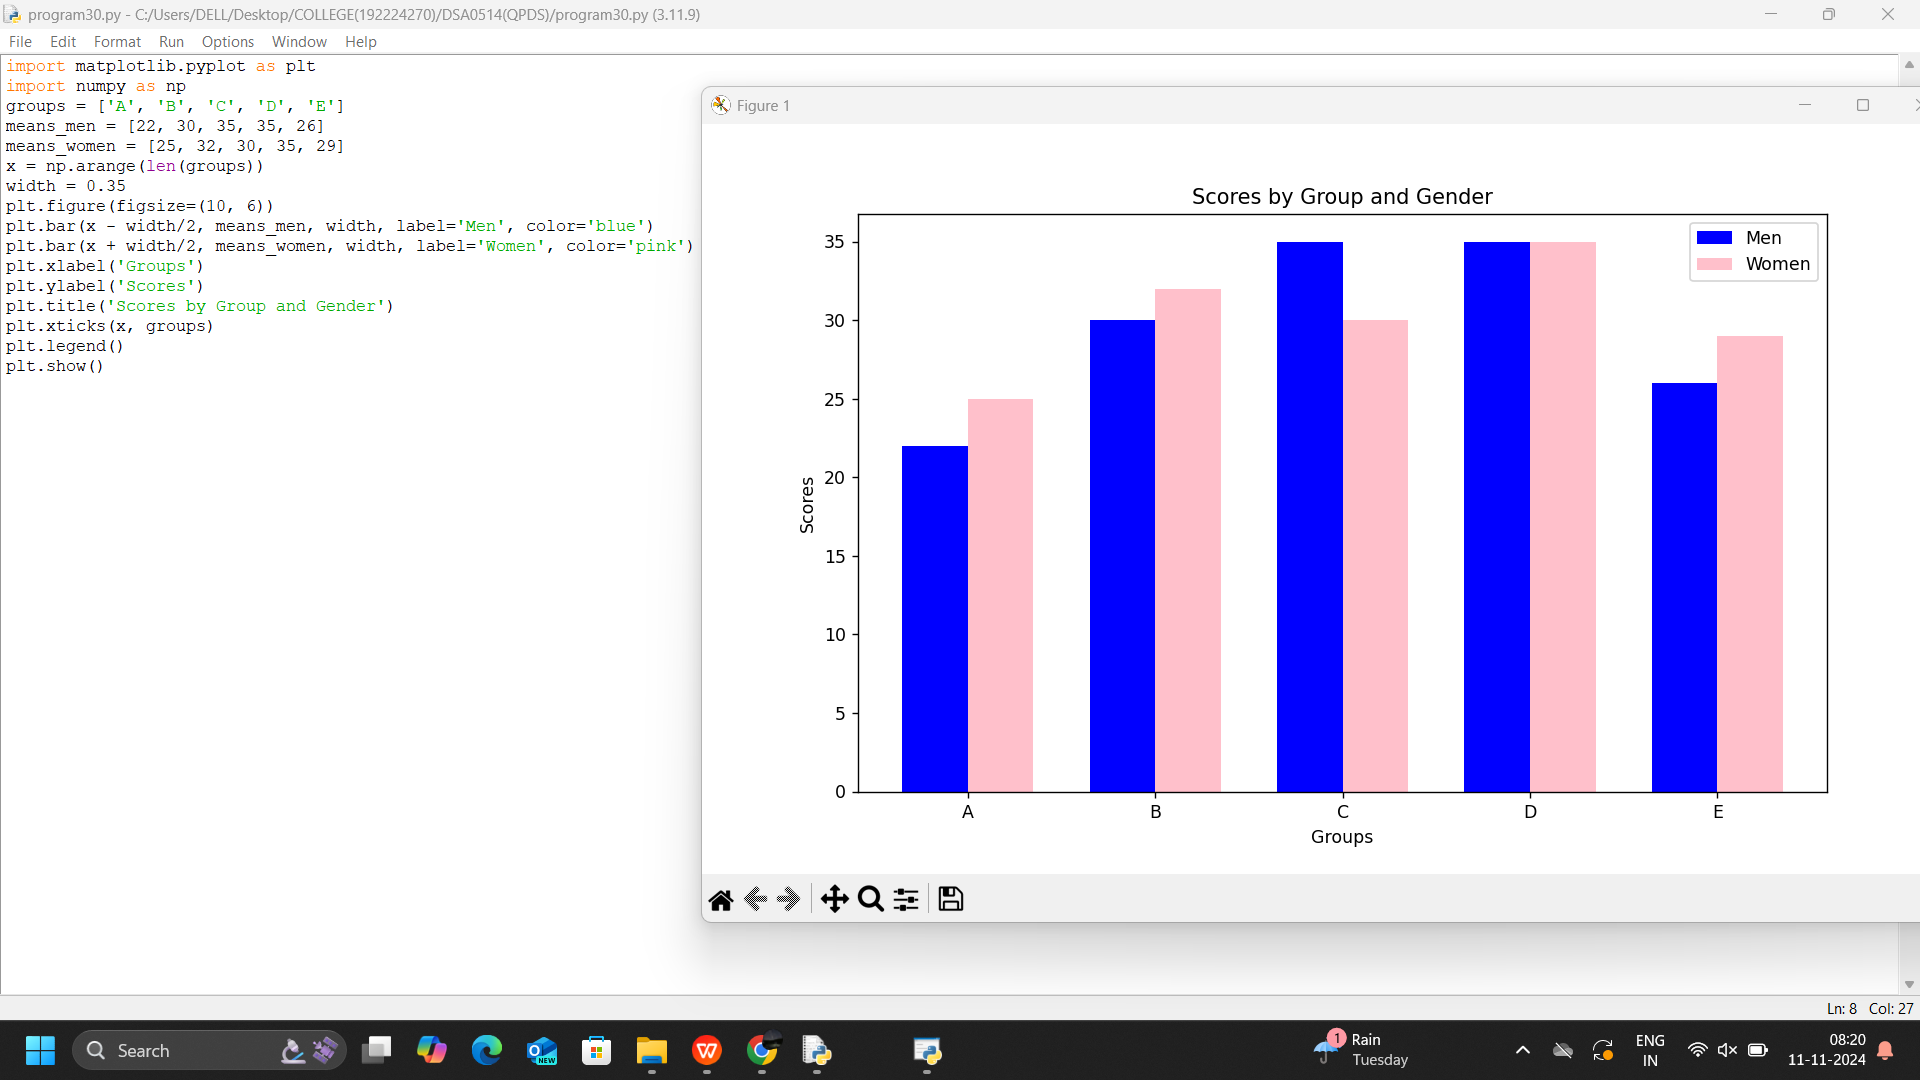 program30.py - C:/Users/DELL/Desktop/COLLEGE(192224270)/DSA0514(QPDS)/program30.py (3.11.9)
File Edit Format Run Options Window Help
import matplotlib.pyplot as plt
import numpy as np
groups = ['A', 'B', 'C', 'D', 'E']
means_men = [22, 30, 35, 35, 26]
means_women = [25, 32, 30, 35, 29]
x = np.arange(len(groups))
width = 0.35
plt.figure(figsize=(10, 6))
plt.bar(x - width/2, means_men, width, label='Men', color='blue')
plt.bar(x + width/2, means_women, width, label='Women', color='pink')
plt.xlabel('Groups')
plt.ylabel('Scores')
plt.title('Scores by Group and Gender')
plt.xticks(x, groups)
plt.legend()
plt.show()
Figure 1
Scores by Group and Gender
Men
Women
35
30
25
20
15
10
5
0
Scores
A B C D E
Groups
Ln: 8 Col: 27
Search
NEW
W
1
Rain
Tuesday
ENG
IN
08:20
11-11-2024